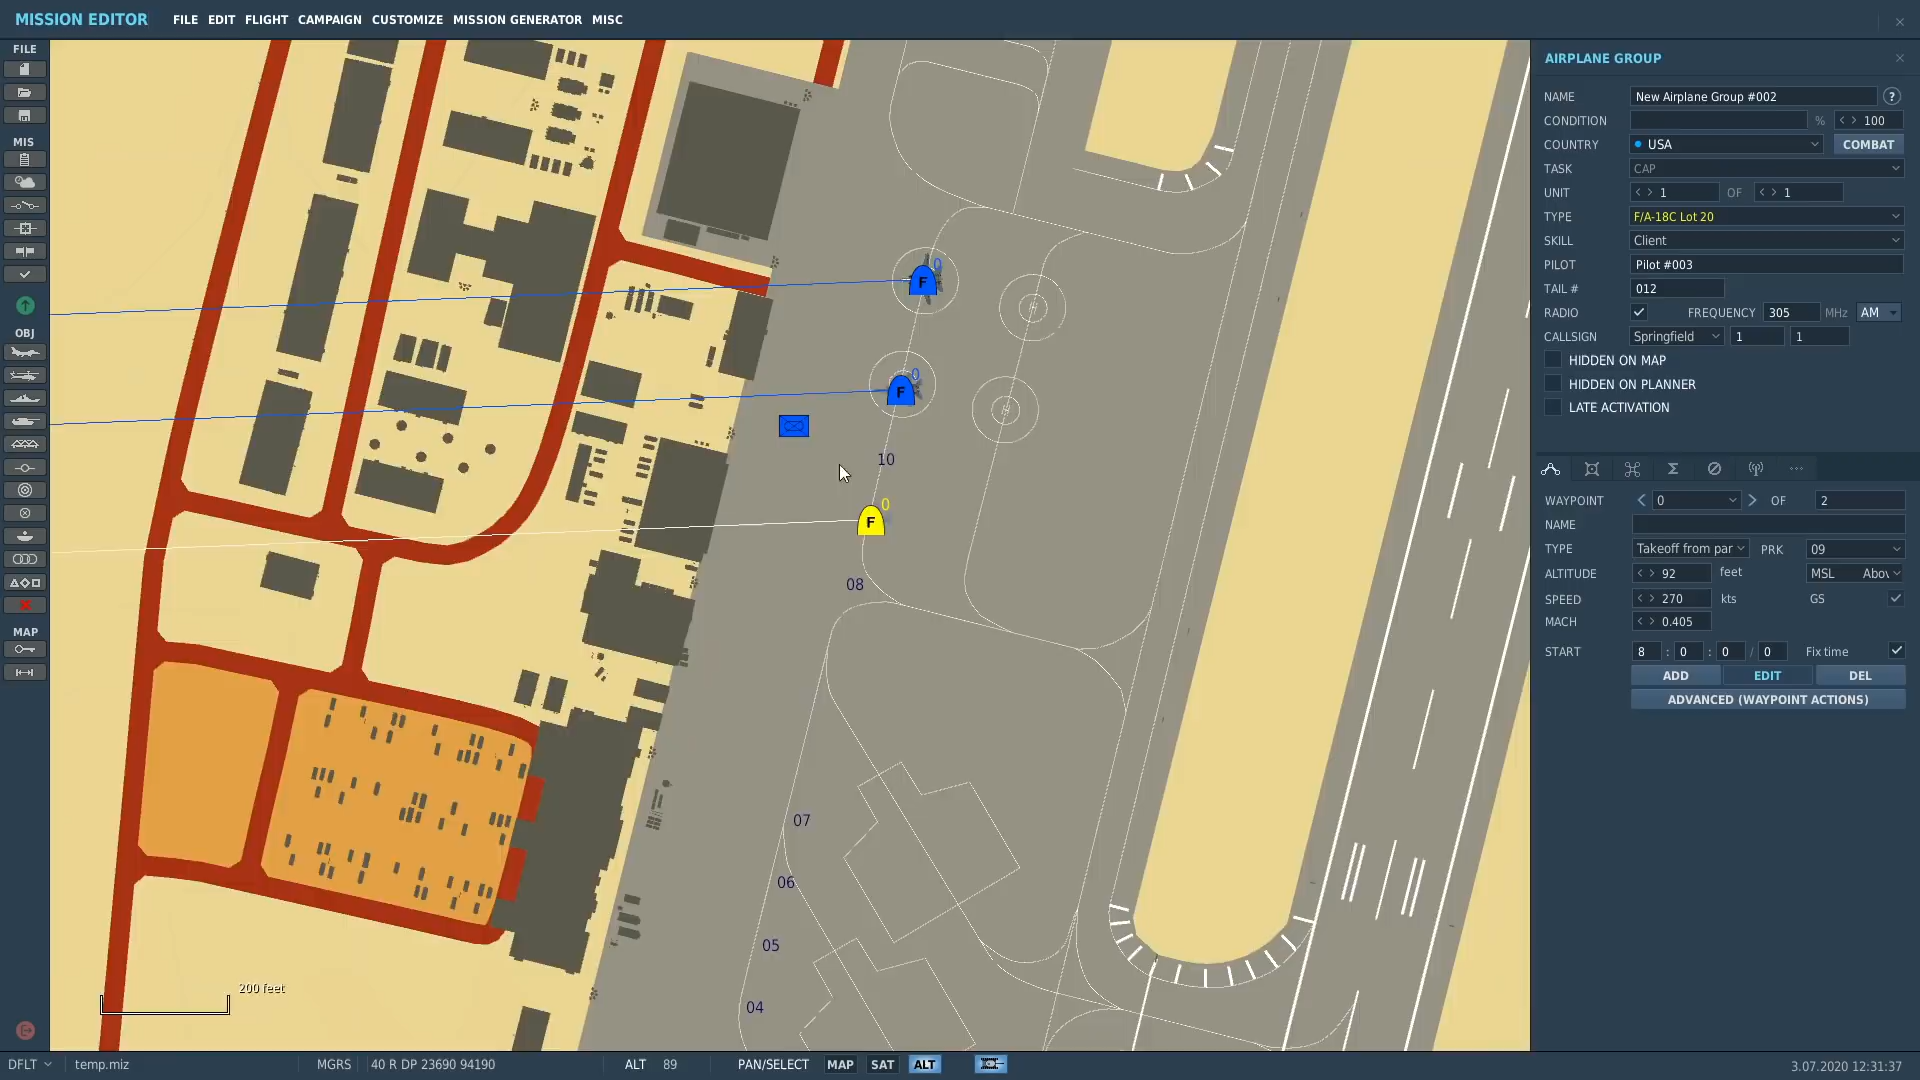 MISSION EDITOR FILE EDIT FLIGHT CAMPAIGN CUSTOMIZE MISSION GENERATOR MISC
FILE
MIS
OBJ
MAP
0
F
0
F
10
0
F
08
07
06
05
04
200 feet
AIRPLANE GROUP
NAME New Airplane Group #002 ?
CONDITION % < > 100
COUNTRY USA COMBAT
TASK CAP
UNIT < > 1 OF < > 1
TYPE F/A-18C Lot 20
SKILL Client
PILOT Pilot #003
TAIL # 012
RADIO FREQUENCY 305 MHz AM
CALLSIGN Springfield 1 1
HIDDEN ON MAP
HIDDEN ON PLANNER
LATE ACTIVATION
WAYPOINT < 0 > OF 2
NAME
TYPE Takeoff from par PRK 09
ALTITUDE < > 92 feet MSL Abov
SPEED < > 270 kts GS
MACH < > 0.405
START 8 : 0 : 0 / 0 Fix time
ADD EDIT DEL
ADVANCED (WAYPOINT ACTIONS)
DFLT temp.miz MGRS 40 R DP 23690 94190 ALT 89 PAN/SELECT MAP SAT ALT 3.07.2020 12:31:37